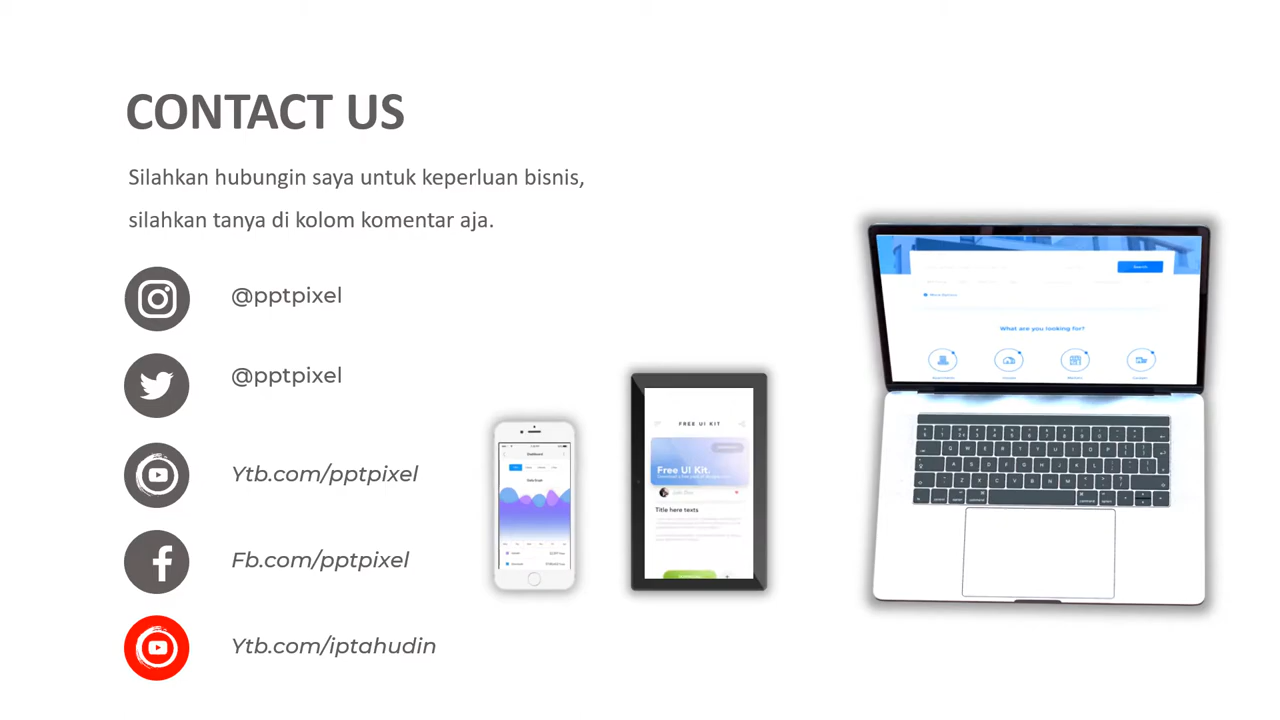 CONTACT US
Silahkan hubungin saya untuk keperluan bisnis,
silahkan tanya di kolom komentar aja.
@pptpixel
@pptpixel
Ytb.com/pptpixel
Fb.com/pptpixel
Ytb.com/iptahudin
Dashboard
FREE UI KIT
Free UI Kit.
Title here texts
Search
What are you looking for?